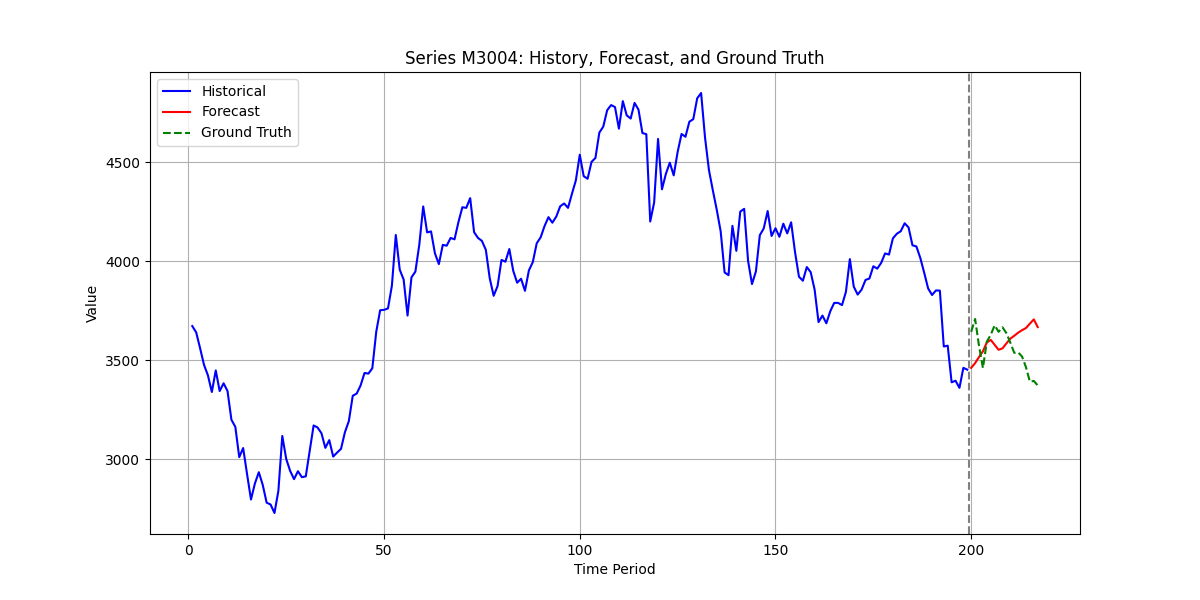 Series M3004: History, Forecast, and Ground Truth
Historical
Forecast
Ground Truth
Value
4500
4000
3500
3000
0 50 100 150 200
Time Period